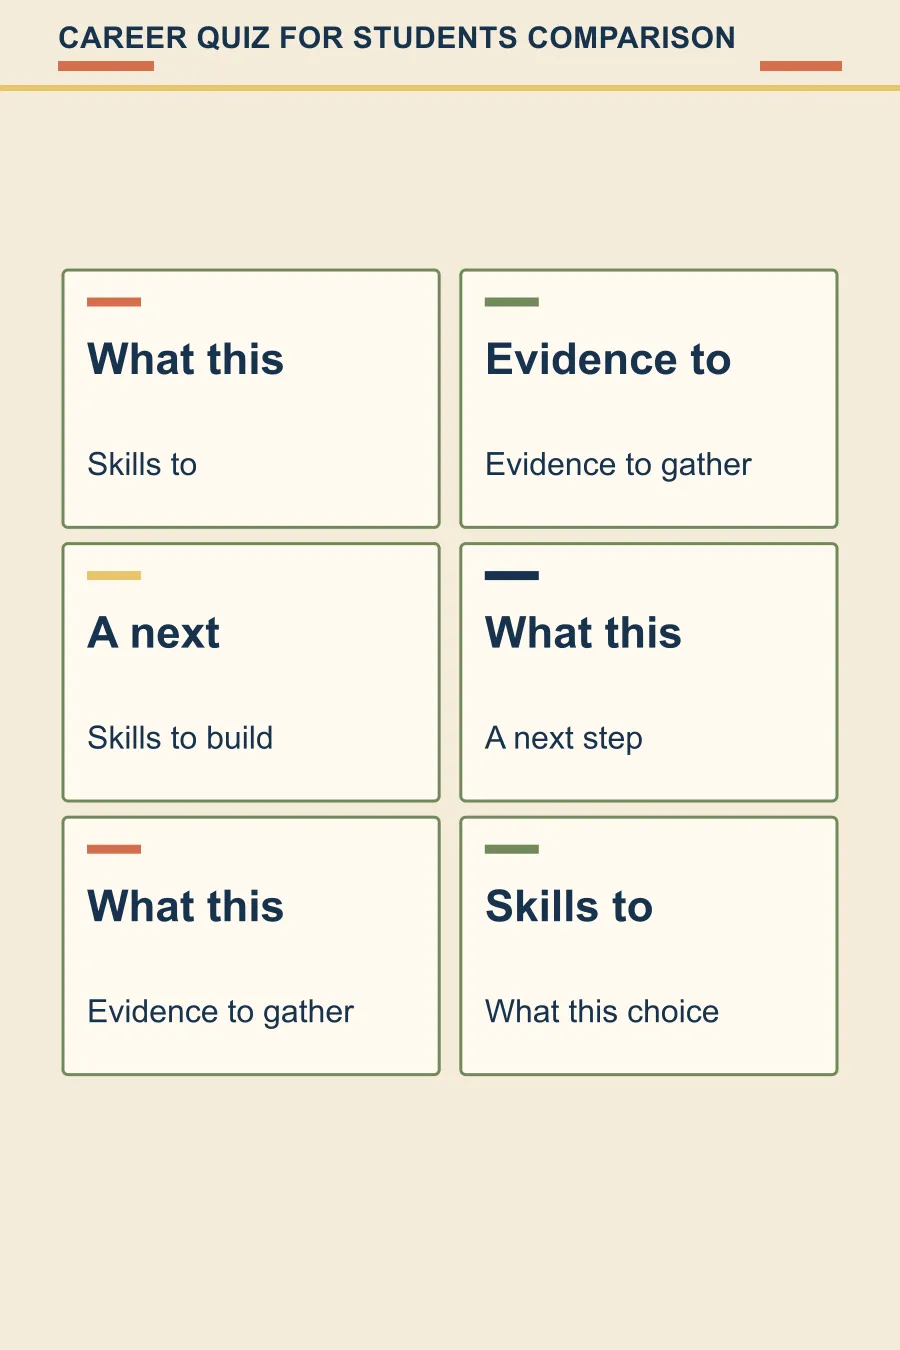 CAREER QUIZ FOR STUDENTS COMPARISON
What this
Skills to
Evidence to
Evidence to gather
A next
Skills to build
What this
A next step
What this
Evidence to gather
Skills to
What this choice